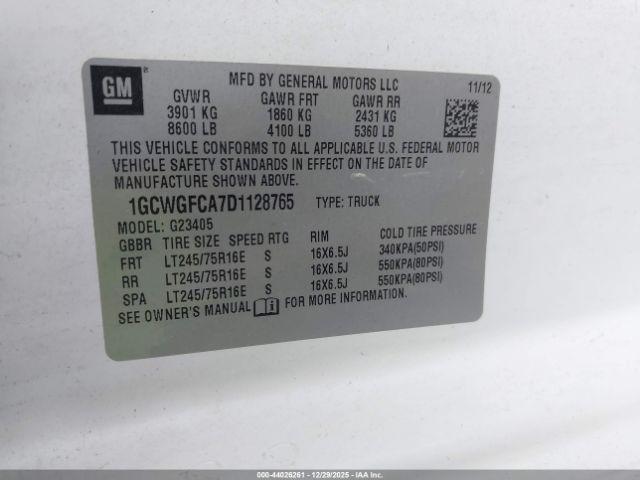 GM
MFD BY GENERAL MOTORS LLC 11/12
GVWR GAWR FRT GAWR RR
3901 KG 1860 KG 2431 KG
8600 LB 4100 LB 5360 LB
THIS VEHICLE CONFORMS TO ALL APPLICABLE U.S. FEDERAL MOTOR
VEHICLE SAFETY STANDARDS IN EFFECT ON THE DATE OF
MANUFACTURE SHOWN ABOVE.
1GCWGFCA7D1128765 TYPE: TRUCK
MODEL: G23405
GBBR TIRE SIZE SPEED RTG RIM COLD TIRE PRESSURE
FRT LT245/75R16E S 16X6.5J 340KPA(50PSI)
RR LT245/75R16E S 16X6.5J 550KPA(80PSI)
SPA LT245/75R16E S 16X6.5J 550KPA(80PSI)
SEE OWNER'S MANUAL FOR MORE INFORMATION.
000-44026261 - 12/29/2025 - IAAI.COM